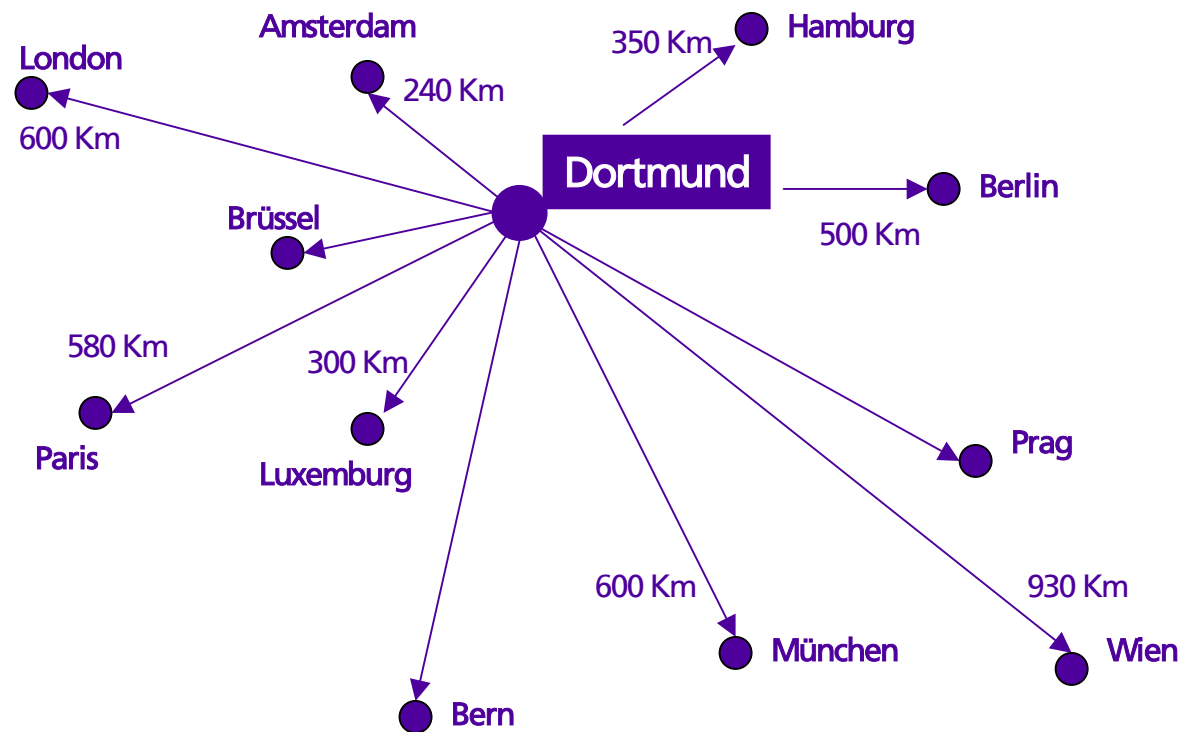 Amsterdam
Hamburg
350 Km
London
240 Km
600 Km
Dortmund
Berlin
Brüssel
500 Km
580 Km
300 Km
Prag
Paris
Luxemburg
600 Km
930 Km
München
Wien
Bern